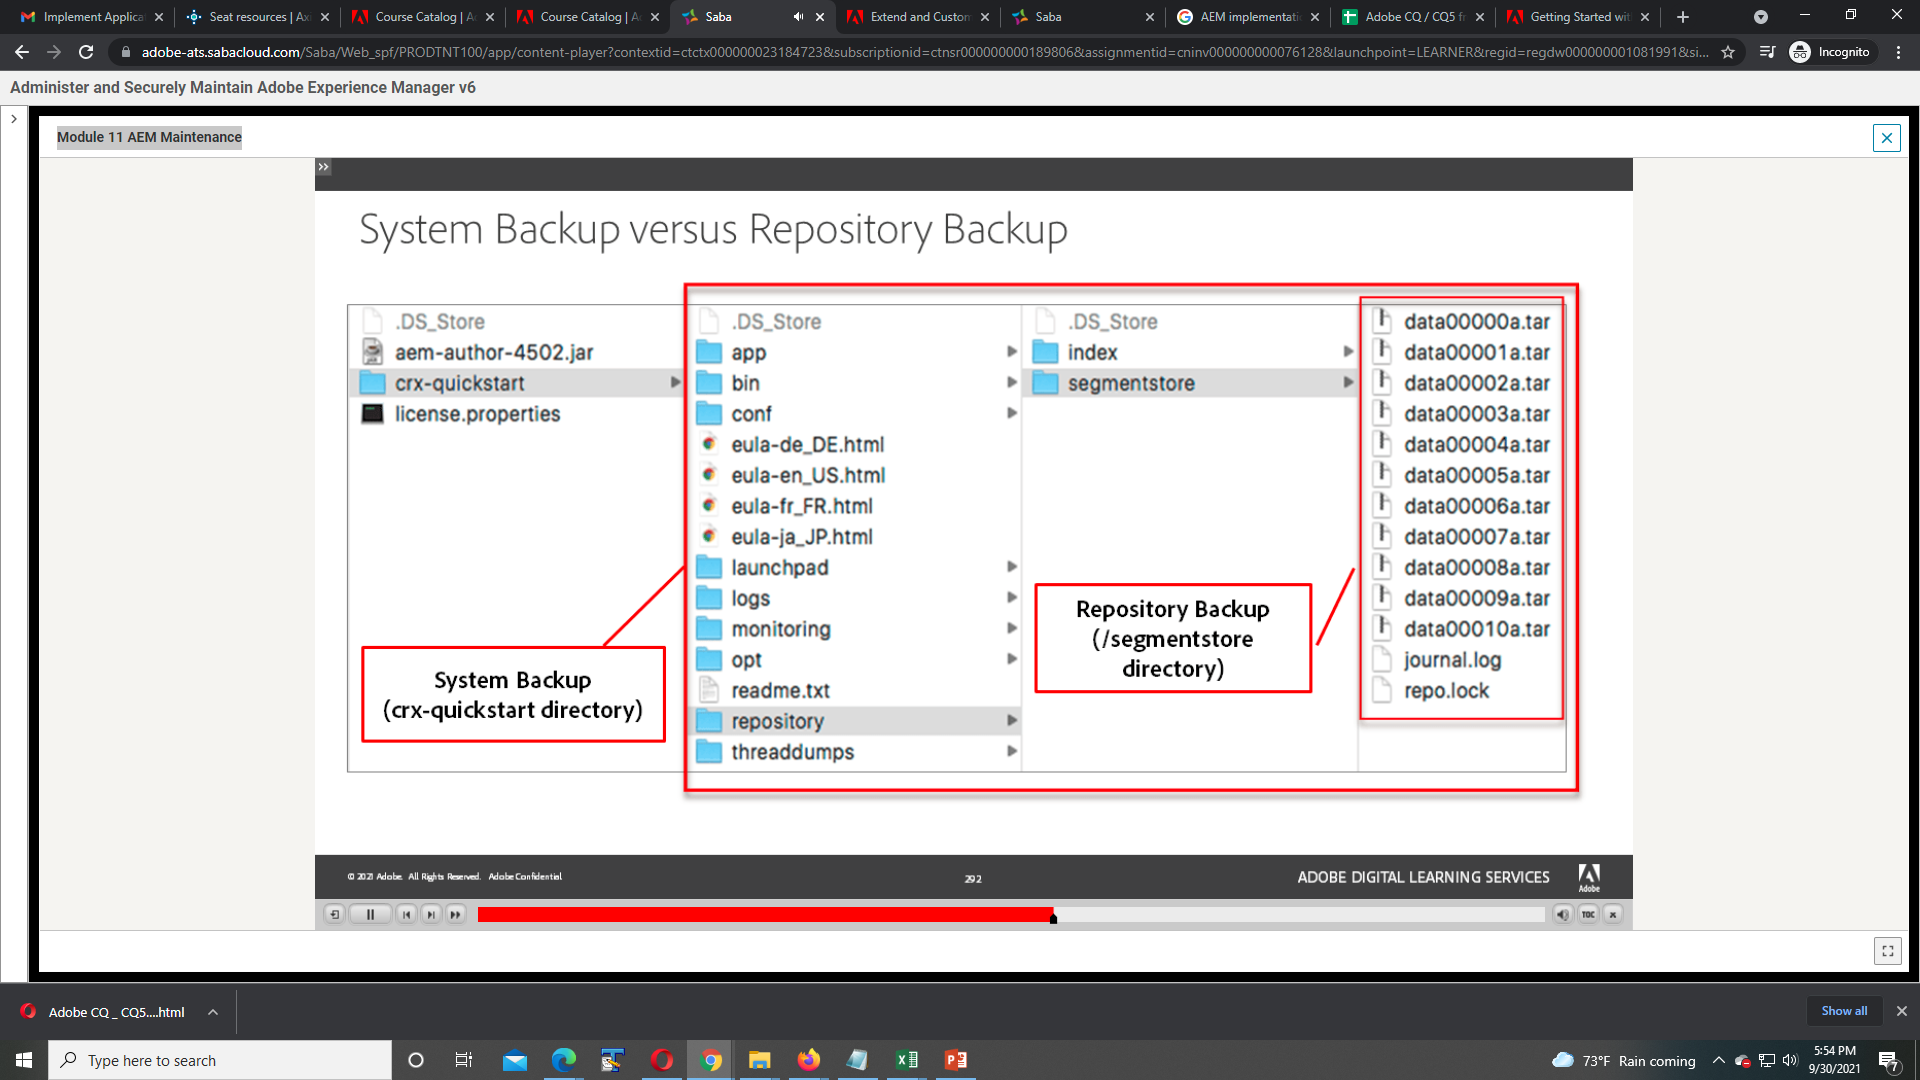 Implement Applica
Seat resources | Ax
Course Catalog | A
Course Catalog | A
Saba
Extend and Custom
Saba
AEM implementati
Adobe CQ / CQ5 fr
Getting Started wit
adobe-ats.sabacloud.com/Saba/Web_spf/PRODTNT100/app/content-player?contextid=ctctx000000023184723&subscriptionid=ctnsr0000000000189806&assignmentid=cninv000000000076128&launchpoint=LEARNER&regid=regdw000000001081991&si...
Incognito
Administer and Securely Maintain Adobe Experience Manager v6
Module 11 AEM Maintenance
System Backup versus Repository Backup
.DS_Store
aem-author-4502.jar
crx-quickstart
license.properties
System Backup
(crx-quickstart directory)
.DS_Store
app
bin
conf
eula-de_DE.html
eula-en_US.html
eula-fr_FR.html
eula-ja_JP.html
launchpad
logs
monitoring
opt
readme.txt
repository
threaddumps
.DS_Store
index
segmentstore
Repository Backup
(/segmentstore
directory)
data00000a.tar
data00001a.tar
data00002a.tar
data00003a.tar
data00004a.tar
data00005a.tar
data00006a.tar
data00007a.tar
data00008a.tar
data00009a.tar
data00010a.tar
journal.log
repo.lock
© 2021 Adobe. All Rights Reserved. Adobe Confidential
292
ADOBE DIGITAL LEARNING SERVICES
Adobe
TOC
Adobe CQ _ CQ5....html
Show all
Type here to search
73°F Rain coming
5:54 PM
9/30/2021
7